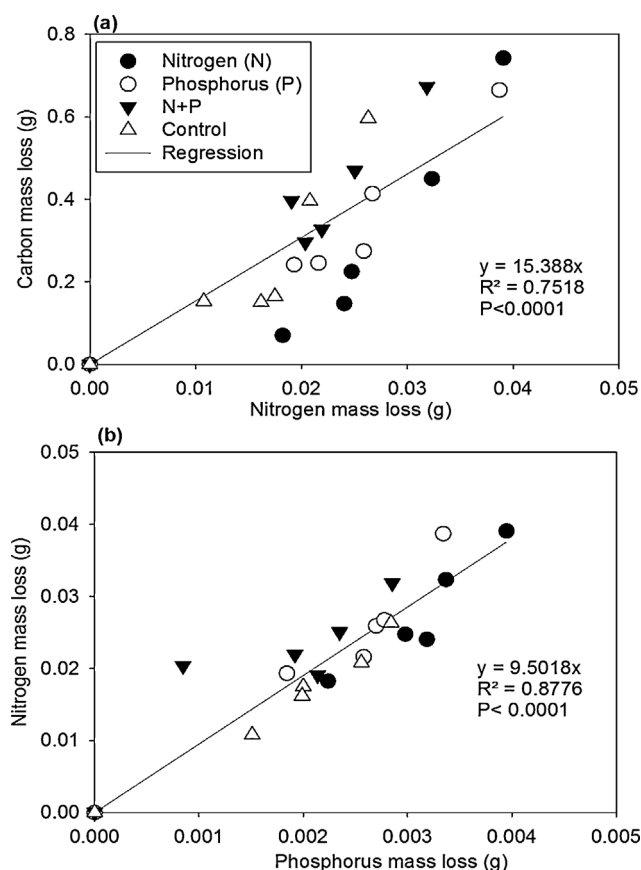 (a)
0.8
0.6
0.4
0.2
0.0
Carbon mass loss (g)
Nitrogen (N)
Phosphorus (P)
N+P
Control
Regression
y = 15.388x
R² = 0.7518
P<0.0001
0.00 0.01 0.02 0.03 0.04 0.05
Nitrogen mass loss (g)
(b)
0.05
0.04
0.03
0.02
0.01
0.00
Nitrogen mass loss (g)
y = 9.5018x
R² = 0.8776
P< 0.0001
0.000 0.001 0.002 0.003 0.004 0.005
Phosphorus mass loss (g)